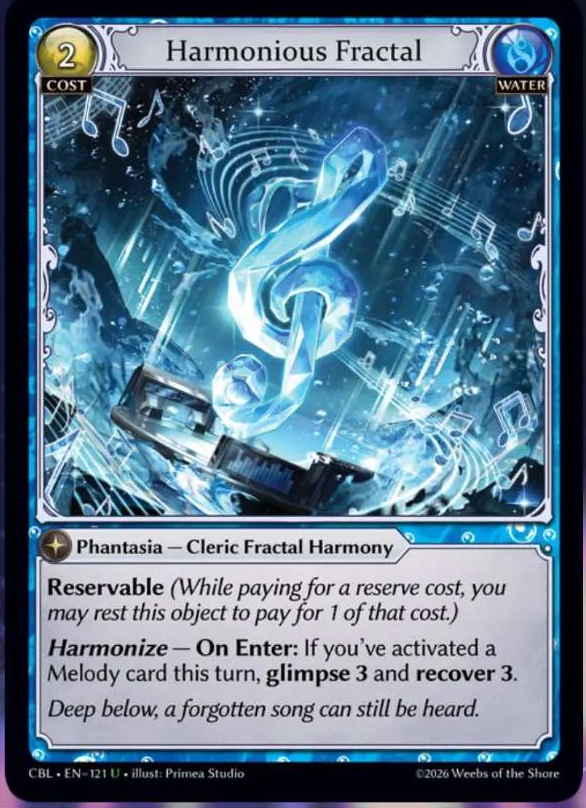 2
Harmonious Fractal
COST
WATER
Phantasia — Cleric Fractal Harmony
Reservable (While paying for a reserve cost, you
may rest this object to pay for 1 of that cost.)
Harmonize — On Enter: If you've activated a
Melody card this turn, glimpse 3 and recover 3.
Deep below, a forgotten song can still be heard.
CBL • EN–121 U • illust: Primea Studio
©2026 Weebs of the Shore